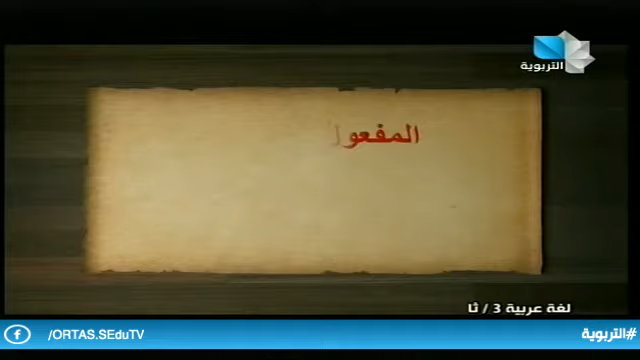 التربوية
المفعول
لغة عربية 3 / ثا
/ORTAS.SEduTV
#التربوية